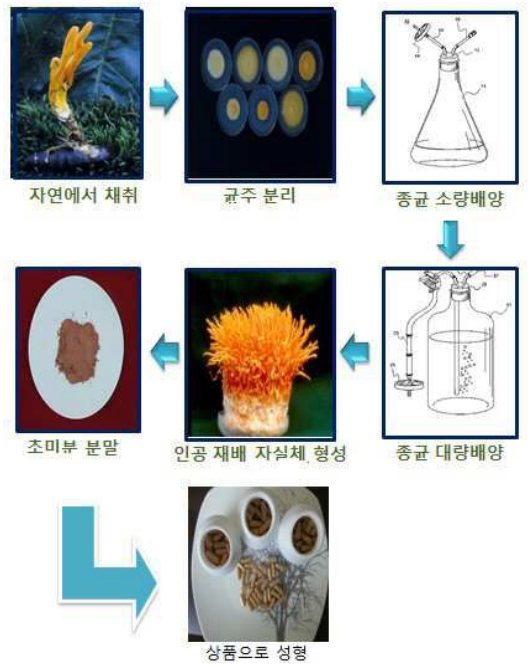 자연에서 채취
균주 분리
종균 소량배양
종균 대량배양
인공 재배 자실체 형성
초미분 분말
상품으로 성형